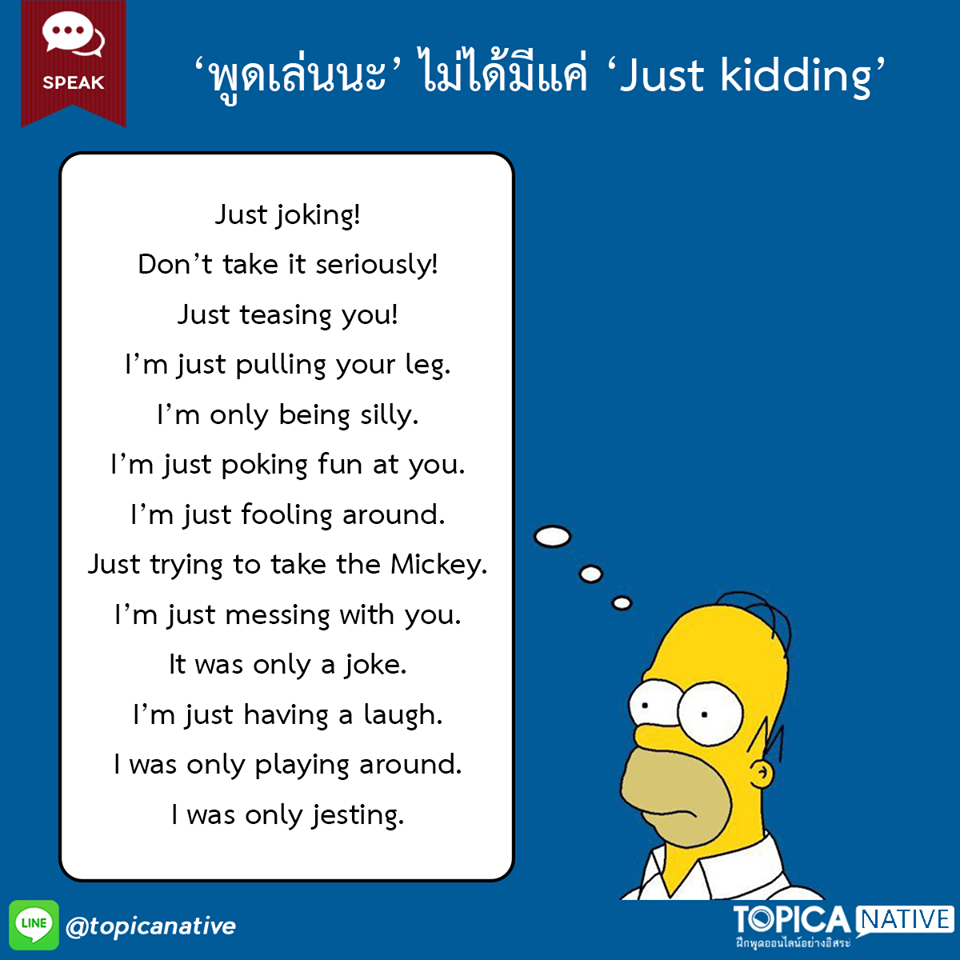 SPEAK
‘พูดเล่นนะ’ ไม่ได้มีแค่ ‘Just kidding’
Just joking!
Don’t take it seriously!
Just teasing you!
I’m just pulling your leg.
I’m only being silly.
I’m just poking fun at you.
I’m just fooling around.
Just trying to take the Mickey.
I’m just messing with you.
It was only a joke.
I’m just having a laugh.
I was only playing around.
I was only jesting.
LINE @topicanative
TOPICA NATIVE
ฝึกพูดออนไลน์อย่างอิสระ